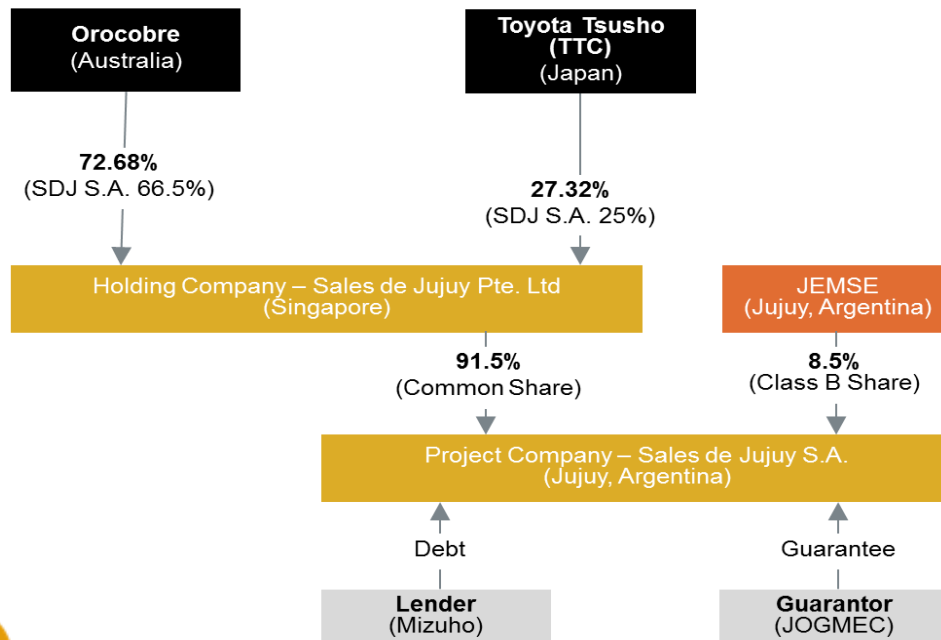 Orocobre
(Australia)
Toyota Tsusho
(TTC)
(Japan)
72.68%
(SDJ S.A. 66.5%)
27.32%
(SDJ S.A. 25%)
Holding Company – Sales de Jujuy Pte. Ltd
(Singapore)
JEMSE
(Jujuy, Argentina)
91.5%
(Common Share)
8.5%
(Class B Share)
Project Company – Sales de Jujuy S.A.
(Jujuy, Argentina)
Debt
Guarantee
Lender
(Mizuho)
Guarantor
(JOGMEC)